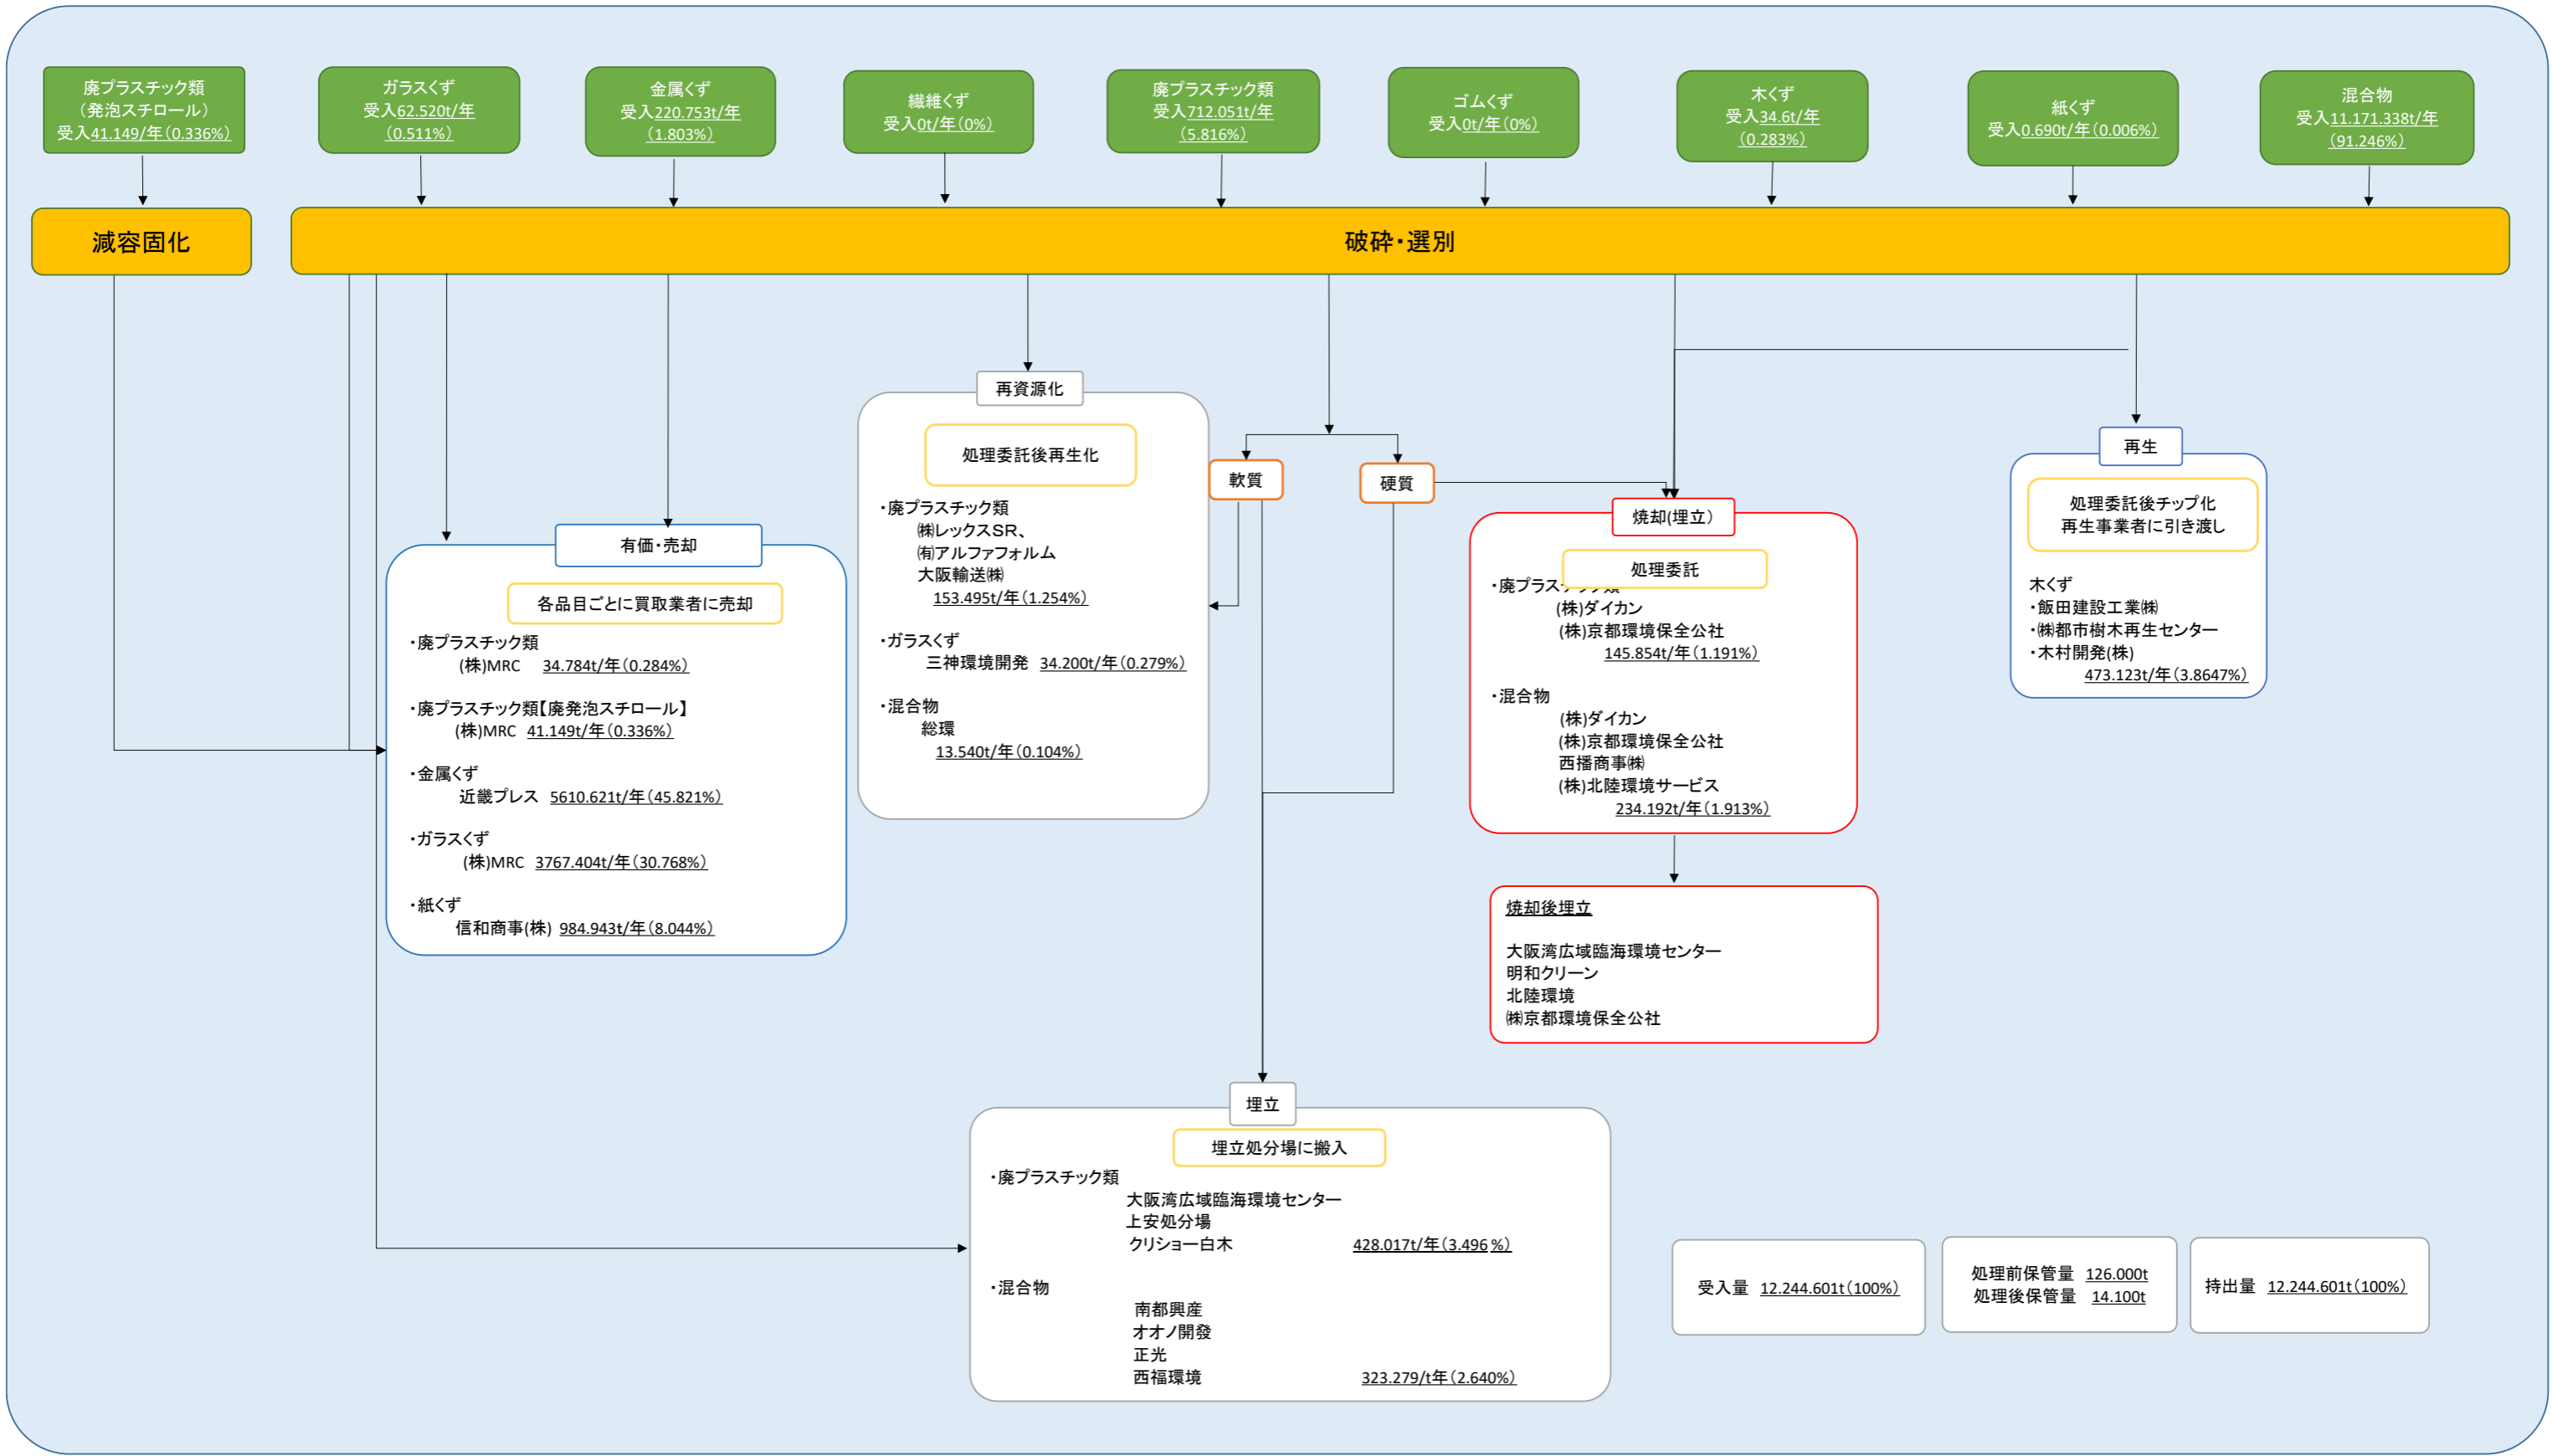 廃プラスチック類
（発泡スチロール）
受入41.149/年（0.336%）
ガラスくず
受入62.520t/年
（0.511%）
金属くず
受入220.753t/年
（1.803%）
繊維くず
受入0t/年（0%）
廃プラスチック類
受入712.051t/年
（5.816%）
ゴムくず
受入0t/年（0%）
木くず
受入34.6t/年
（0.283%）
紙くず
受入0.690t/年（0.006%）
混合物
受入11.171.338t/年
（91.246%）
減容固化
破砕・選別
有価・売却
各品目ごとに買取業者に売却
・廃プラスチック類
(株)MRC 34.784t/年（0.284%）
・廃プラスチック類【廃発泡スチロール】
(株)MRC 41.149t/年（0.336%）
・金属くず
近畿プレス 5610.621t/年（45.821%）
・ガラスくず
(株)MRC 3767.404t/年（30.768%）
・紙くず
信和商事(株) 984.943t/年（8.044%）
再資源化
処理委託後再生化
・廃プラスチック類
㈱レックスＳＲ、
㈲アルファフォルム
大阪輸送㈱
153.495t/年（1.254%）
・ガラスくず
三神環境開発 34.200t/年（0.279%）
・混合物
総環
13.540t/年（0.104%）
軟質
硬質
焼却(埋立）
処理委託
・廃プラスチック類
(株)ダイカン
(株)京都環境保全公社
145.854t/年（1.191%）
・混合物
(株)ダイカン
(株)京都環境保全公社
西播商事㈱
(株)北陸環境サービス
234.192t/年（1.913%）
焼却後埋立
大阪湾広域臨海環境センター
明和クリーン
北陸環境
㈱京都環境保全公社
再生
処理委託後チップ化
再生事業者に引き渡し
木くず
・飯田建設工業㈱
・㈱都市樹木再生センター
・木村開発(株)
473.123t/年（3.8647%）
埋立
埋立処分場に搬入
・廃プラスチック類
大阪湾広域臨海環境センター
上安処分場
クリショー白木 428.017t/年（3.496 %）
・混合物
南都興産
オオノ開發
正光
西福環境 323.279/t年（2.640%）
受入量 12.244.601t（100%）
処理前保管量 126.000t
処理後保管量 14.100t
持出量 12.244.601t（100%）